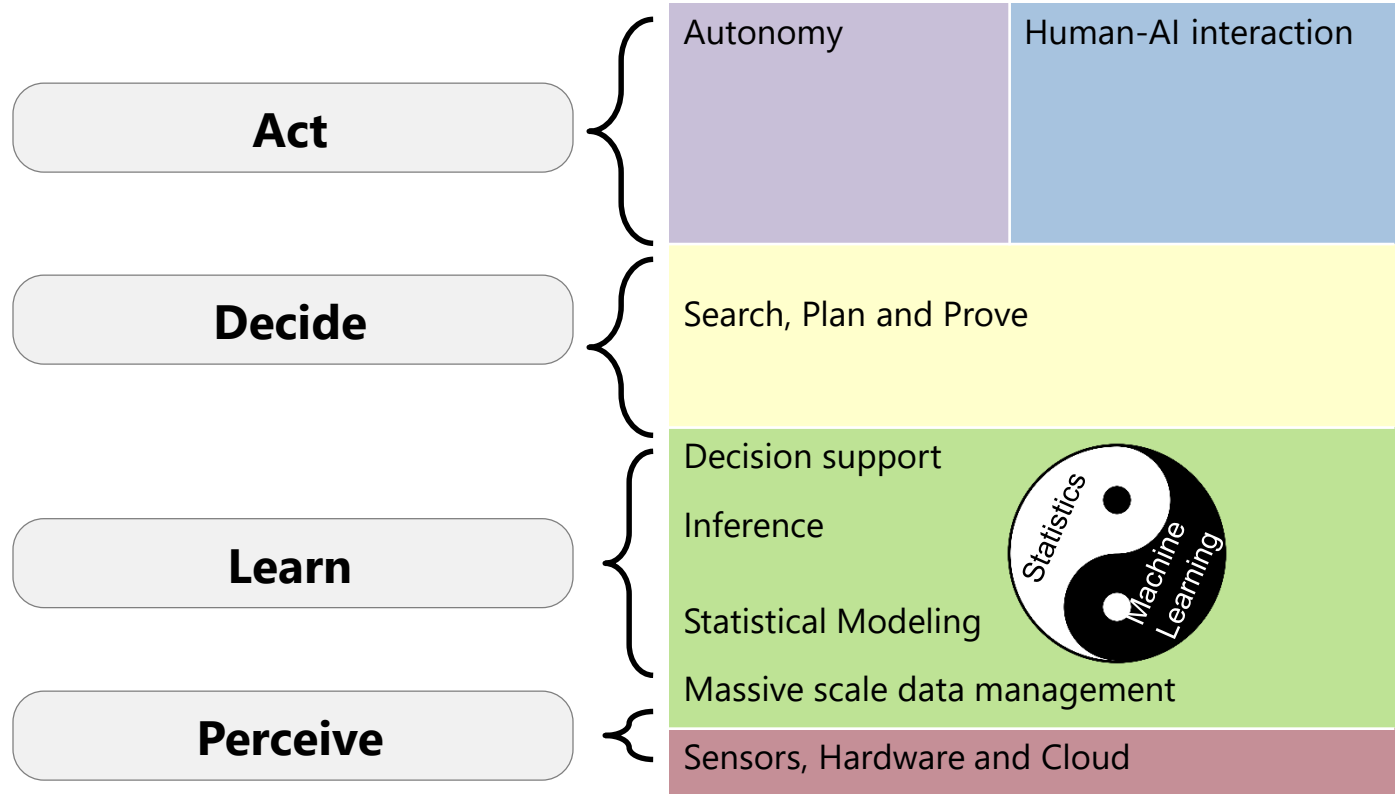 Act
Autonomy
Human-AI interaction
Decide
Search, Plan and Prove
Learn
Decision support
Inference
Statistical Modeling
Massive scale data management
Statistics
Machine
Learning
Perceive
Sensors, Hardware and Cloud